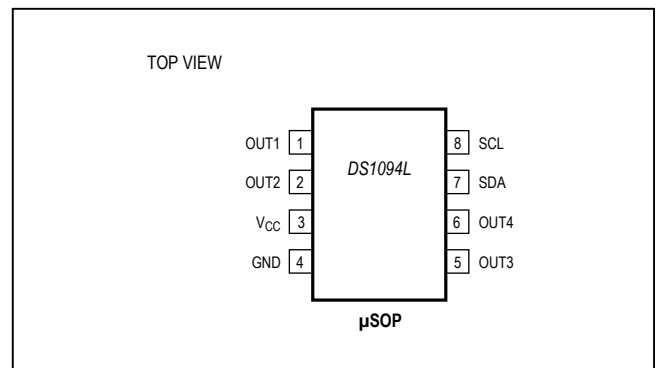 TOP VIEW
OUT1 1 8 SCL
DS1094L
OUT2 2 7 SDA
VCC 3 6 OUT4
GND 4 5 OUT3
µSOP